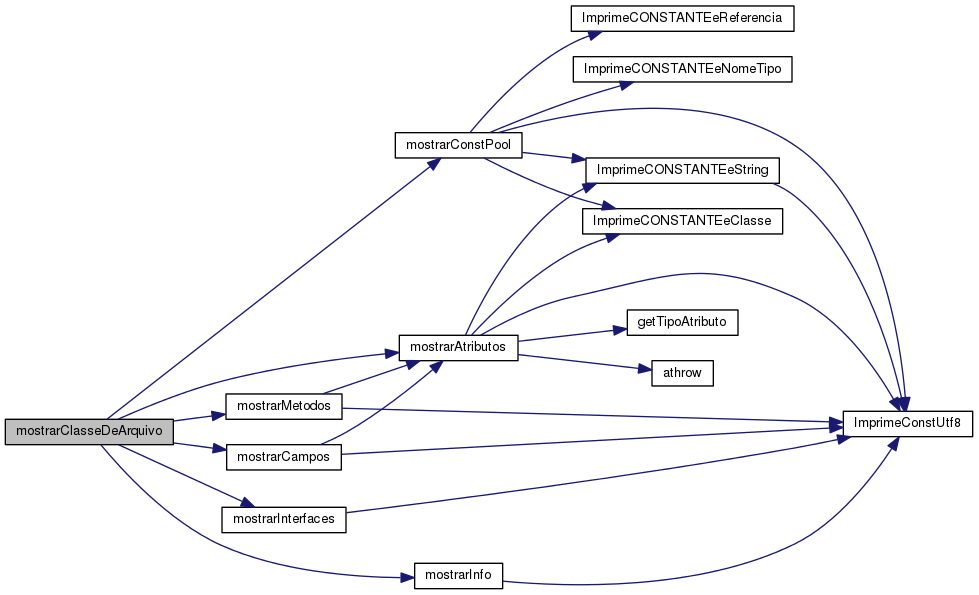 ImprimeCONSTANTEeReferencia
ImprimeCONSTANTEeNomeTipo
mostrarConstPool
ImprimeCONSTANTEeString
ImprimeCONSTANTEeClasse
getTipoAtributo
mostrarAtributos
athrow
mostrarMetodos
ImprimeConstUtf8
mostrarClasseDeArquivo
mostrarCampos
mostrarInterfaces
mostrarInfo